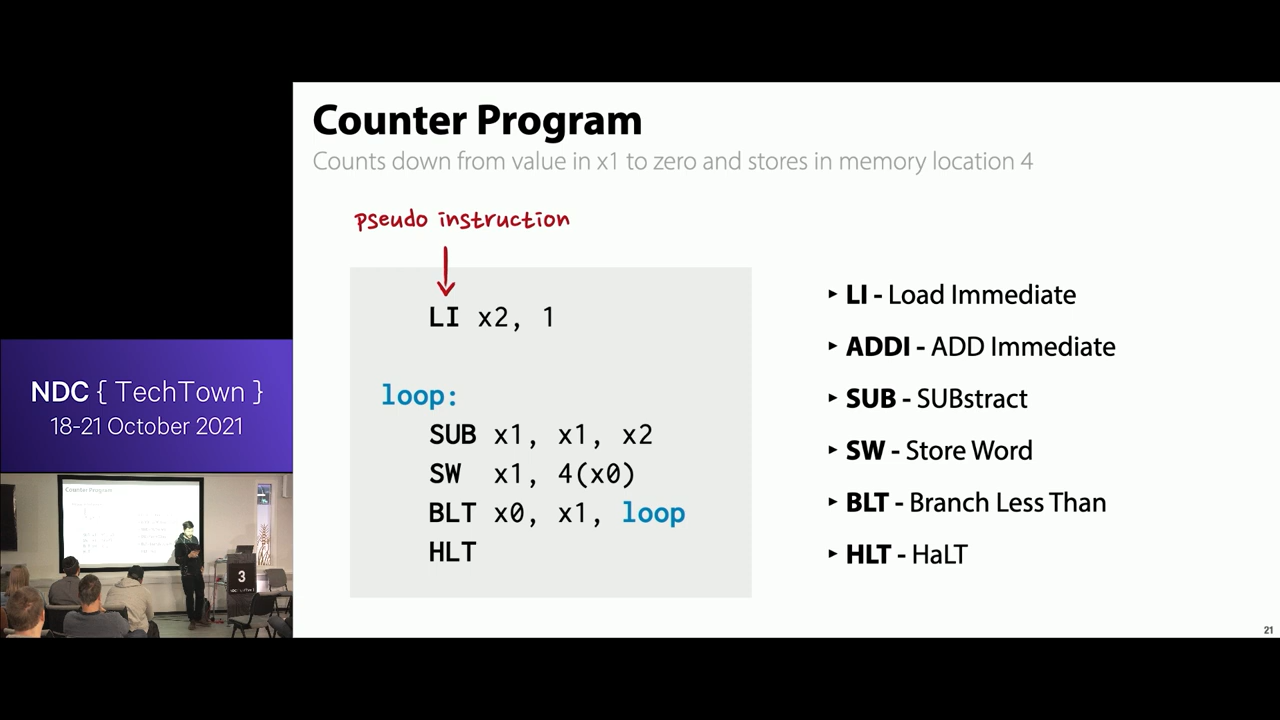 Counter Program
Counts down from value in x1 to zero and stores in memory location 4
pseudo instruction
LI x2, 1
loop:
SUB x1, x1, x2
SW x1, 4(x0)
BLT x0, x1, loop
HLT
‣ LI - Load Immediate
‣ ADDI - ADD Immediate
‣ SUB - SUBstract
‣ SW - Store Word
‣ BLT - Branch Less Than
‣ HLT - HaLT
21
NDC { TechTown }
18-21 October 2021
Counter Program
3